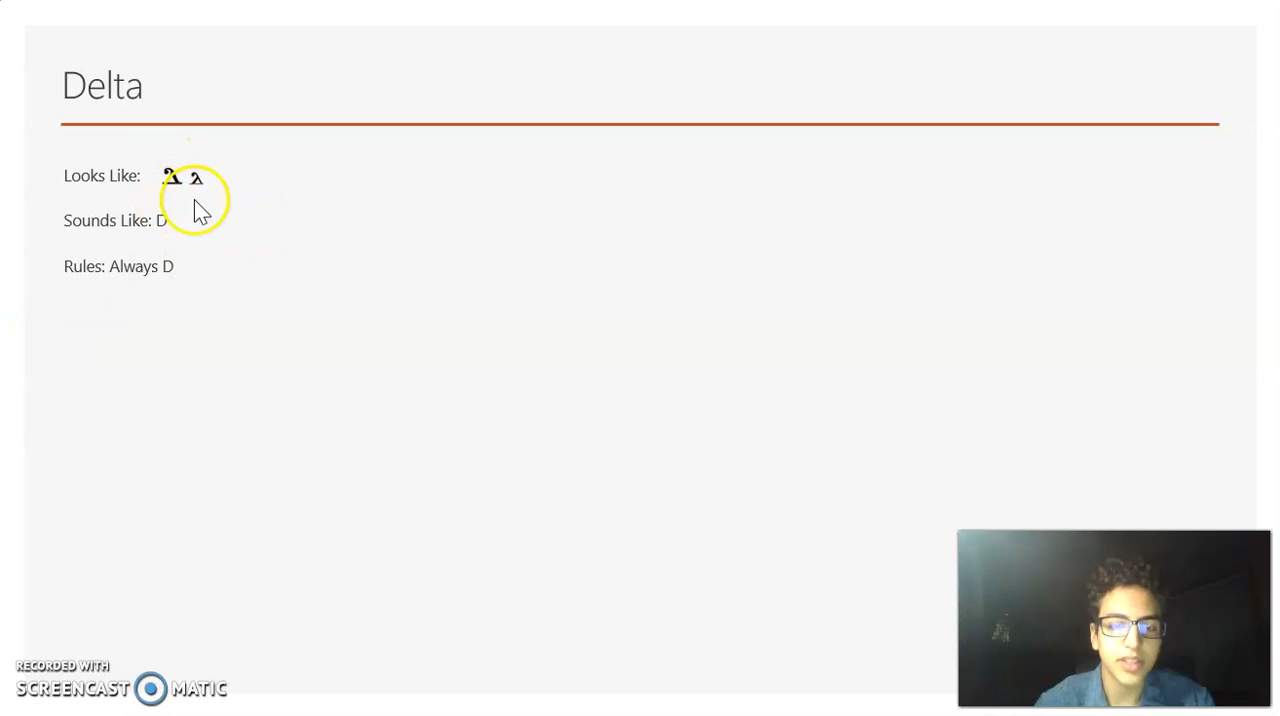 Delta
Looks Like: Ⲇ ⲇ
Sounds Like: D
Rules: Always D
RECORDED WITH
SCREENCAST MATIC